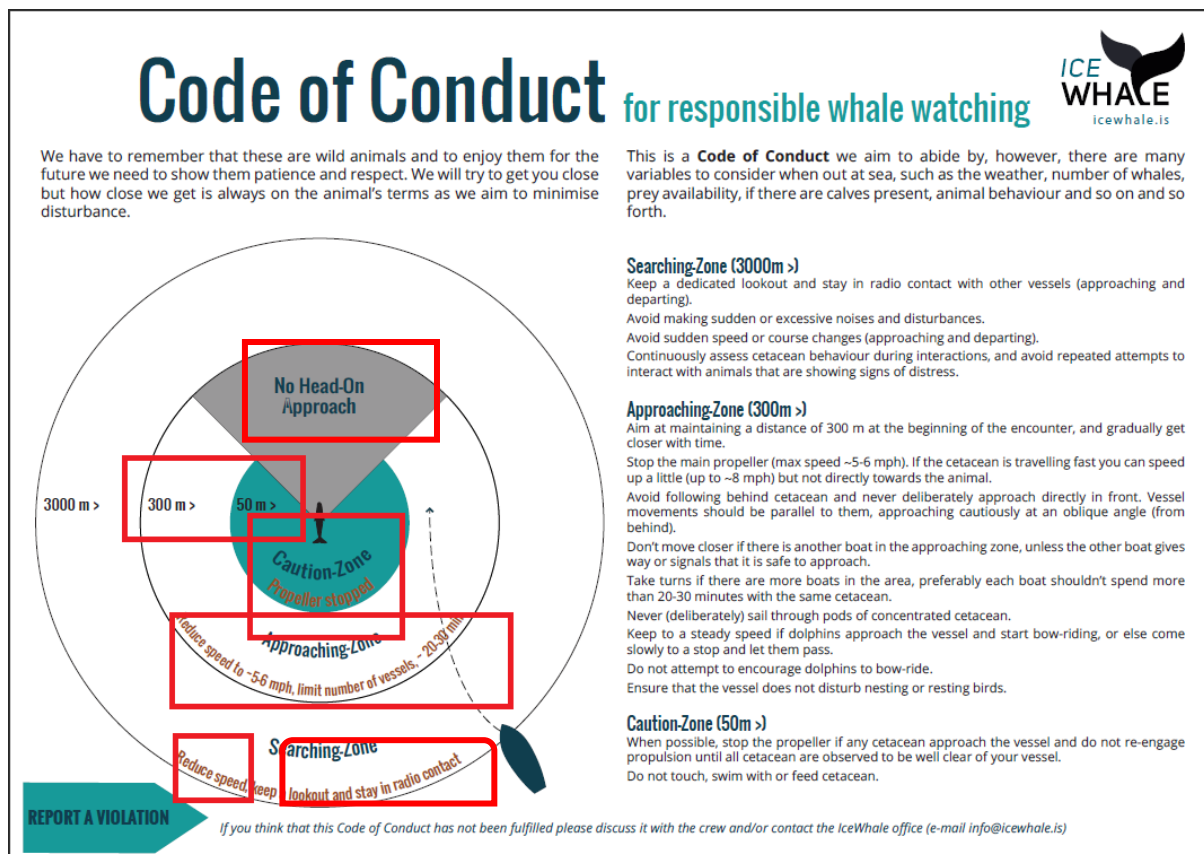 Code of Conduct for responsible whale watching
ICE
WHALE
icewhale.is
We have to remember that these are wild animals and to enjoy them for the
future we need to show them patience and respect. We will try to get you close
but how close we get is always on the animal's terms as we aim to minimise
disturbance.
This is a Code of Conduct we aim to abide by, however, there are many
variables to consider when out at sea, such as the weather, number of whales,
prey availability, if there are calves present, animal behaviour and so on and so
forth.
No Head-On
Approach
3000 m >
300 m >
50 m >
Caution-Zone
Propeller stopped
Approaching-Zone
Reduce speed to ~5-6 mph, limit number of vessels, ~ 20-30 min
Searching-Zone
Reduce speed, keep a lookout and stay in radio contact
Searching-Zone (3000m >)
Keep a dedicated lookout and stay in radio contact with other vessels (approaching and
departing).
Avoid making sudden or excessive noises and disturbances.
Avoid sudden speed or course changes (approaching and departing).
Continuously assess cetacean behaviour during interactions, and avoid repeated attempts to
interact with animals that are showing signs of distress.
Approaching-Zone (300m >)
Aim at maintaining a distance of 300 m at the beginning of the encounter, and gradually get
closer with time.
Stop the main propeller (max speed ~5-6 mph). If the cetacean is travelling fast you can speed
up a little (up to ~8 mph) but not directly towards the animal.
Avoid following behind cetacean and never deliberately approach directly in front. Vessel
movements should be parallel to them, approaching cautiously at an oblique angle (from
behind).
Don't move closer if there is another boat in the approaching zone, unless the other boat gives
way or signals that it is safe to approach.
Take turns if there are more boats in the area, preferably each boat shouldn't spend more
than 20-30 minutes with the same cetacean.
Never (deliberately) sail through pods of concentrated cetacean.
Keep to a steady speed if dolphins approach the vessel and start bow-riding, or else come
slowly to a stop and let them pass.
Do not attempt to encourage dolphins to bow-ride.
Ensure that the vessel does not disturb nesting or resting birds.
Caution-Zone (50m >)
When possible, stop the propeller if any cetacean approach the vessel and do not re-engage
propulsion until all cetacean are observed to be well clear of your vessel.
Do not touch, swim with or feed cetacean.
REPORT A VIOLATION
If you think that this Code of Conduct has not been fulfilled please discuss it with the crew and/or contact the IceWhale office (e-mail info@icewhale.is)